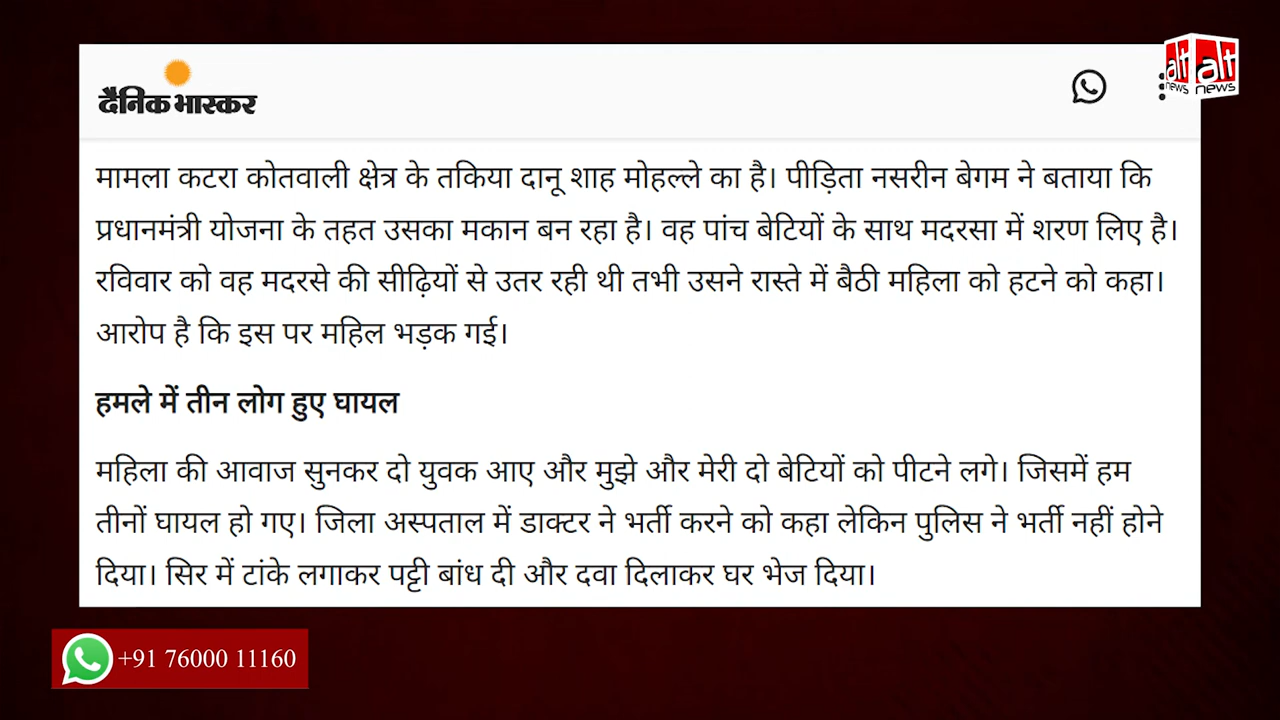 दैनिक भास्कर
alt news
alt news
मामला कटरा कोतवाली क्षेत्र के तकिया दानू शाह मोहल्ले का है। पीड़िता नसरीन बेगम ने बताया कि
प्रधानमंत्री योजना के तहत उसका मकान बन रहा है। वह पांच बेटियों के साथ मदरसा में शरण लिए है।
रविवार को वह मदरसे की सीढ़ियों से उतर रही थी तभी उसने रास्ते में बैठी महिला को हटने को कहा।
आरोप है कि इस पर महिल भड़क गई।
हमले में तीन लोग हुए घायल
महिला की आवाज सुनकर दो युवक आए और मुझे और मेरी दो बेटियों को पीटने लगे। जिसमें हम
तीनों घायल हो गए। जिला अस्पताल में डाक्टर ने भर्ती करने को कहा लेकिन पुलिस ने भर्ती नहीं होने
दिया। सिर में टांके लगाकर पट्टी बांध दी और दवा दिलाकर घर भेज दिया।
+91 76000 11160